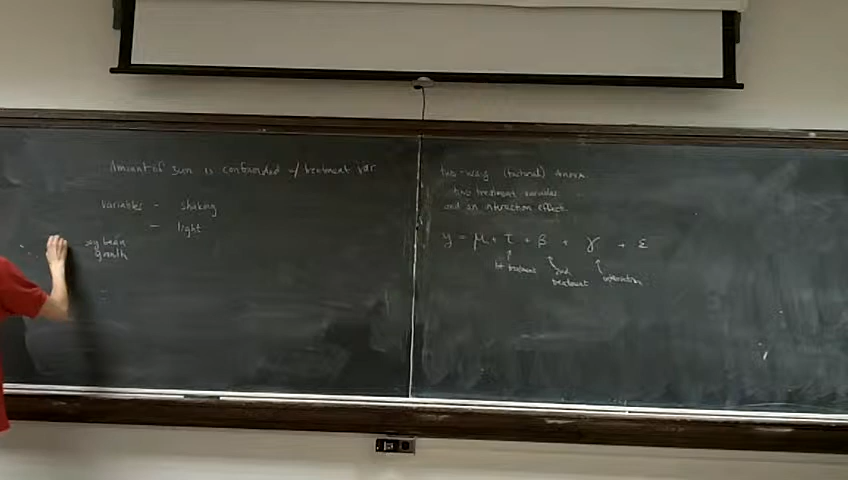 Amount of sun is confounded w/ treatment var
variables - shaking
- light
soy bean
growth
two-way (factorial) Anova
two treatment variables
and an interaction effect
y = μ + τ + β + γ + ε
1st treatment
2nd
treatment
interaction